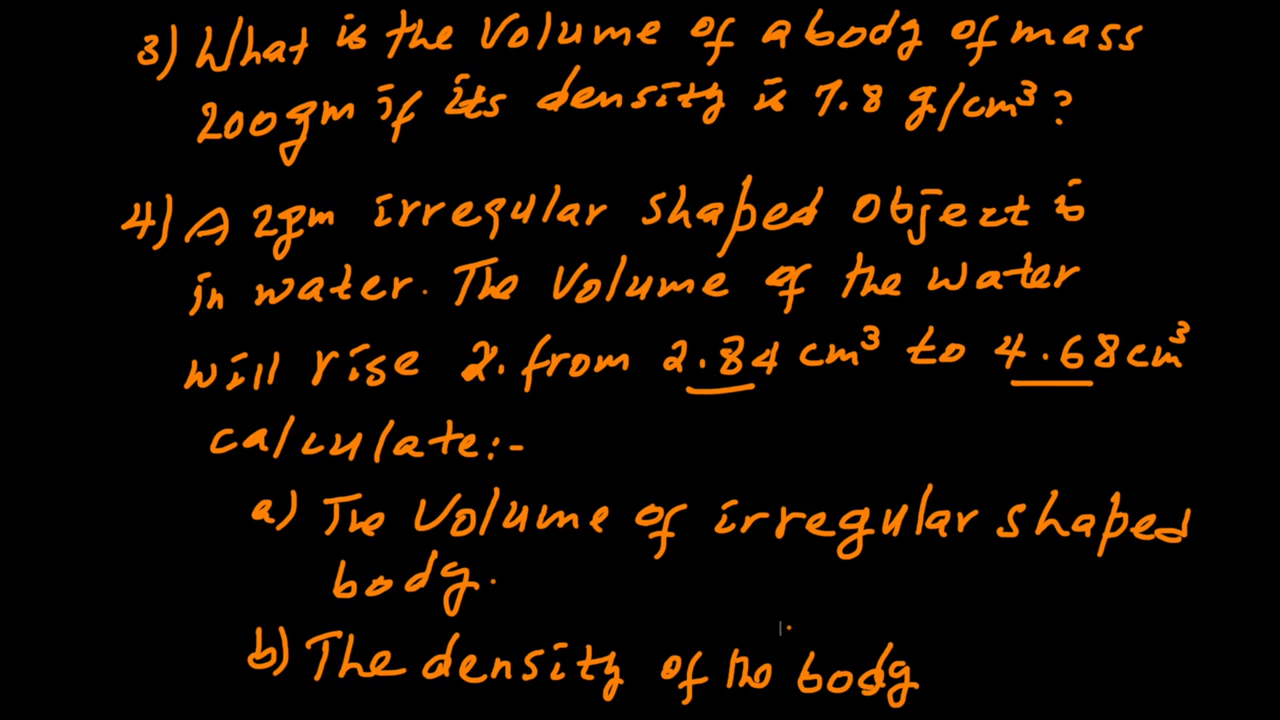 3) What is the volume of a body of mass
200gm if its density is 7.8 g/cm³?
4) A 2gm irregular shaped object is
in water. The volume of the water
will rise 2. from 2.84 cm³ to 4.68cm³
calculate:-
a) The volume of irregular shaped
body.
b) The density of the body